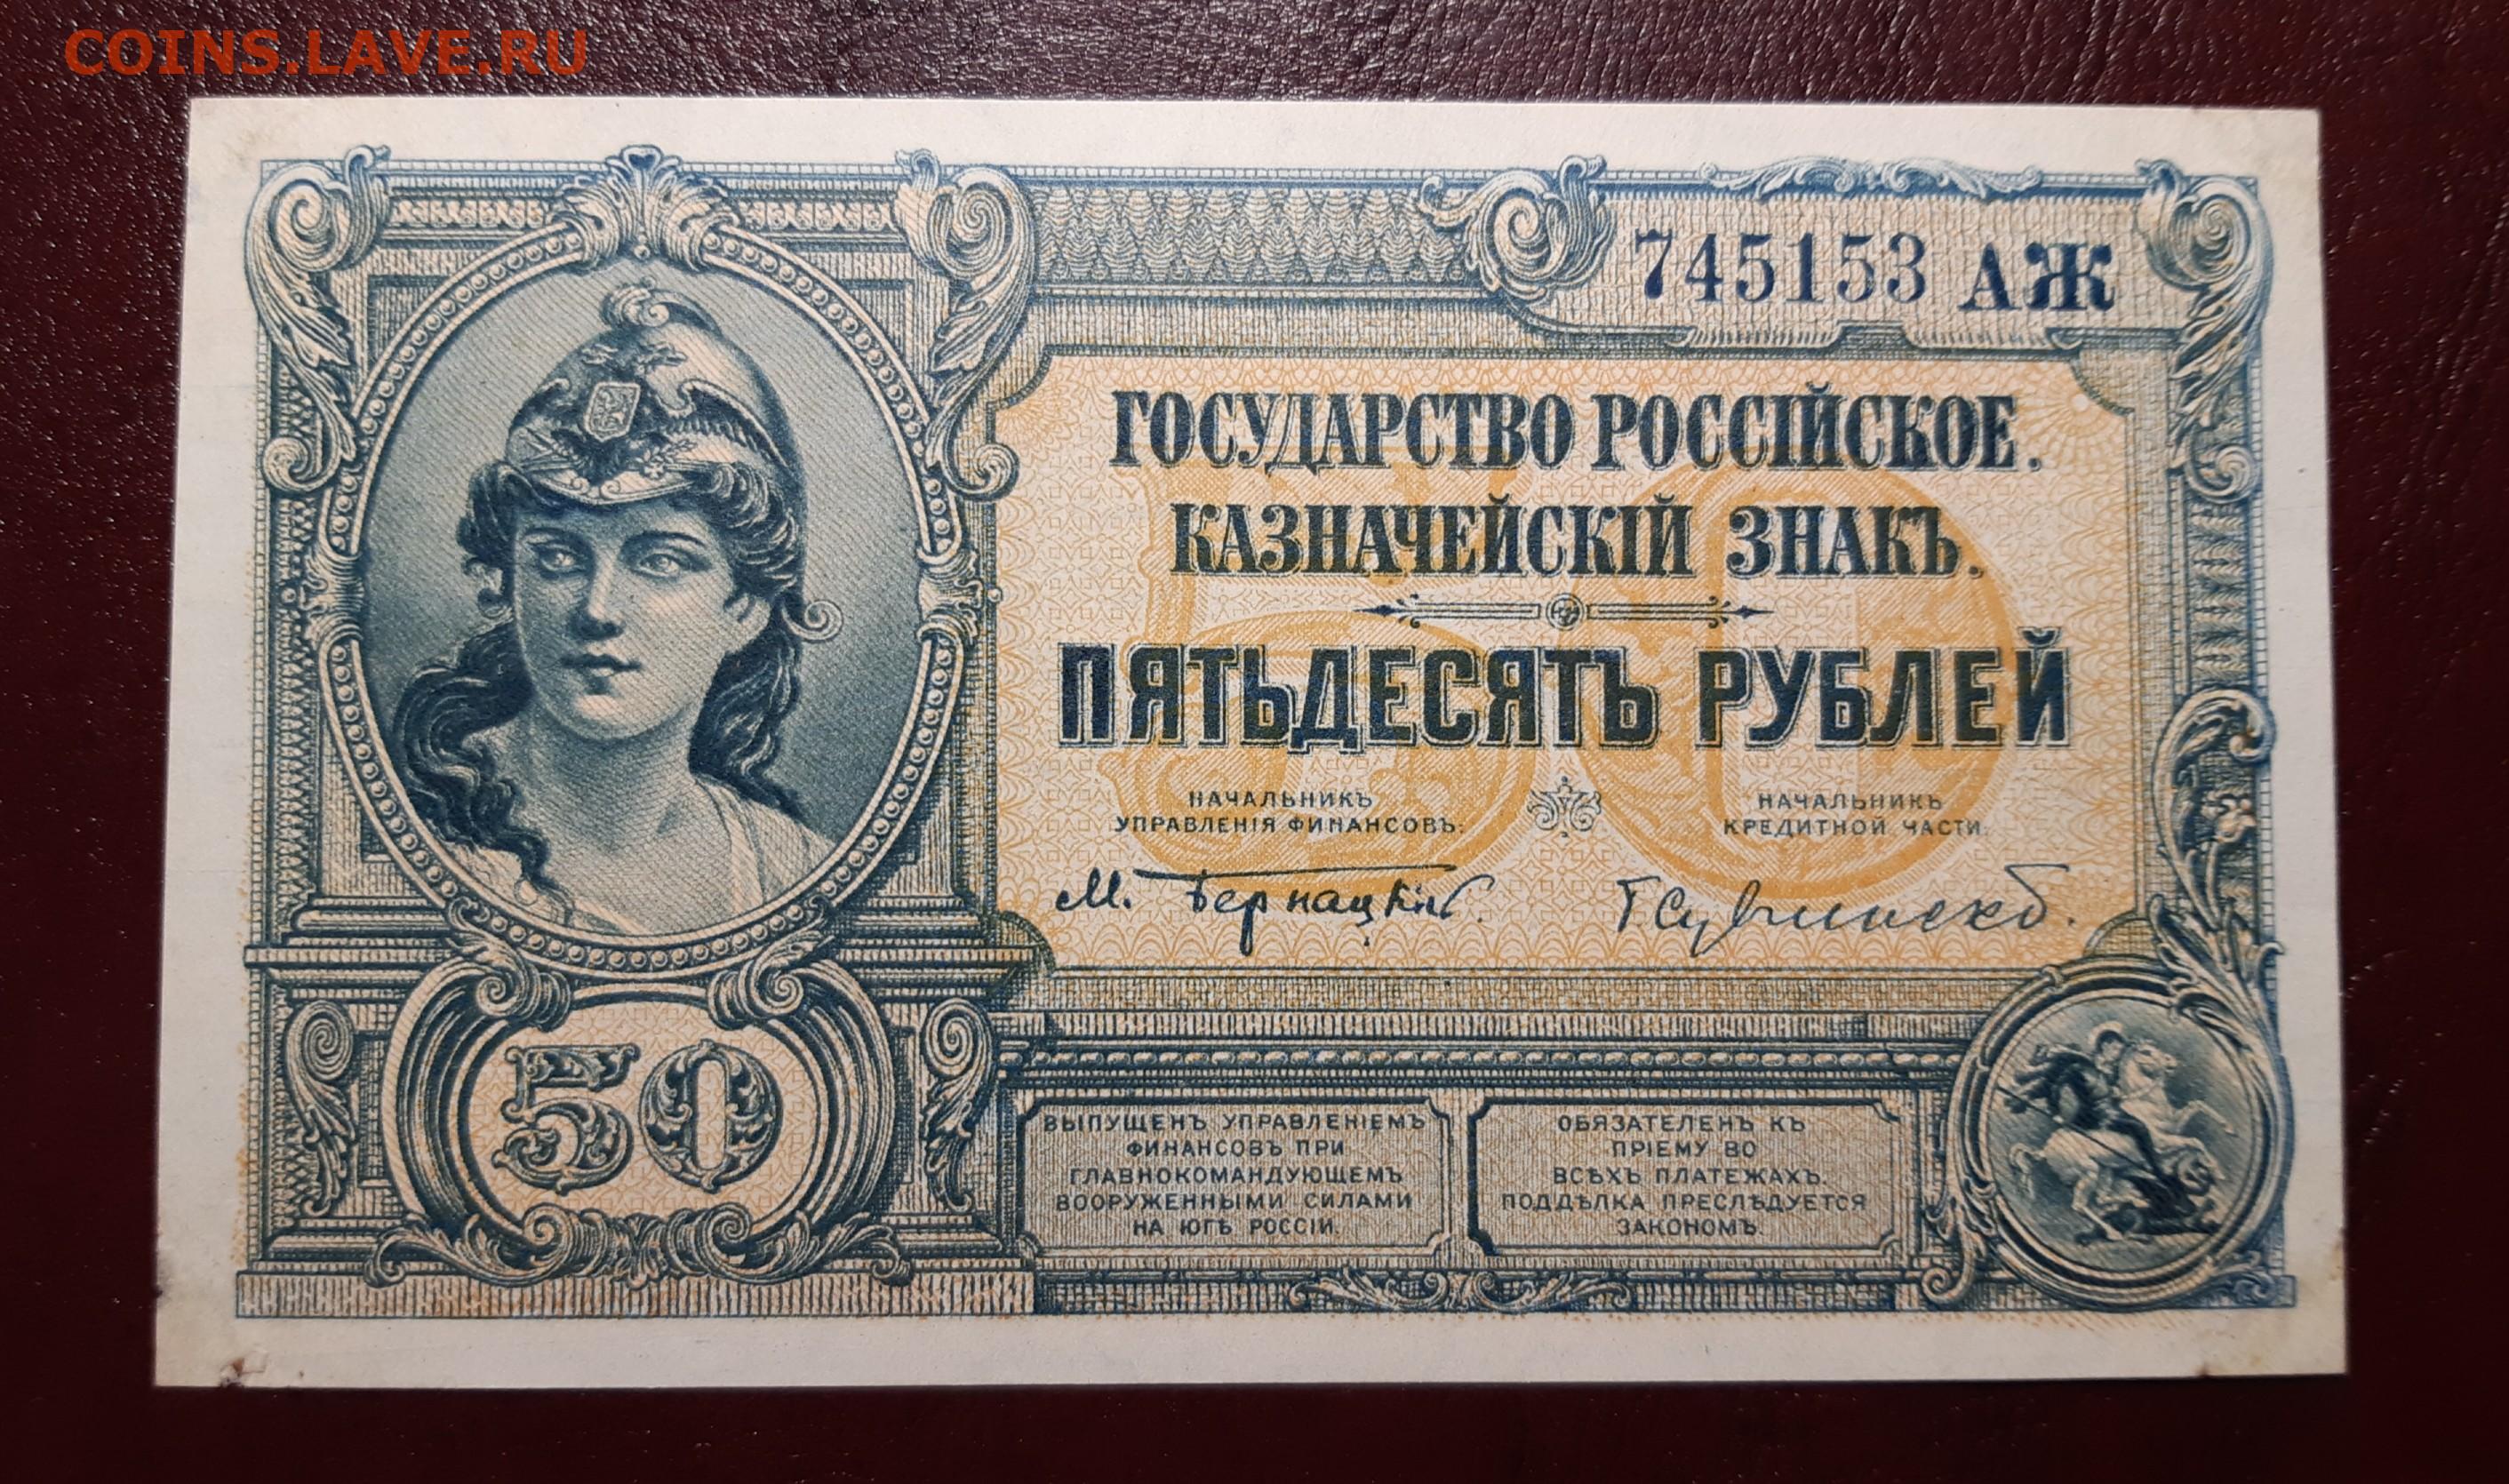 COINS.LAVE.RU
745153 АЖ
ГОСУДАРСТВО РОССІЙСКОЕ.
КАЗНАЧЕЙСКІЙ ЗНАКЪ.
ПЯТЬДЕСЯТЪ РУБЛЕЙ
НАЧАЛЬНИКЪ
УПРАВЛЕНІЯ ФИНАНСОВЪ:
НАЧАЛЬНИКЪ
КРЕДИТНОЙ ЧАСТИ:
М. Бернацкій.
50
ВЫПУЩЕНЪ УПРАВЛЕНІЕМЪ
ФИНАНСОВЪ ПРИ
ГЛАВНОКОМАНДУЮЩЕМЪ
ВООРУЖЕННЫМИ СИЛАМИ
НА ЮГѢ РОССІИ.
ОБЯЗАТЕЛЕНЪ КЪ
ПРІЕМУ ВО
ВСѢХЪ ПЛАТЕЖАХЪ.
ПОДДѢЛКА ПРЕСЛѢДУЕТСЯ
ЗАКОНОМЪ.